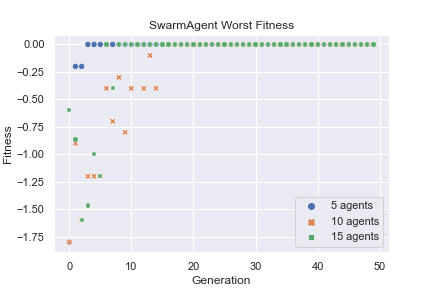 SwarmAgent Worst Fitness
0.00
−0.25
−0.50
−0.75
−1.00
−1.25
−1.50
−1.75
Fitness
5 agents
10 agents
15 agents
0 10 20 30 40 50
Generation